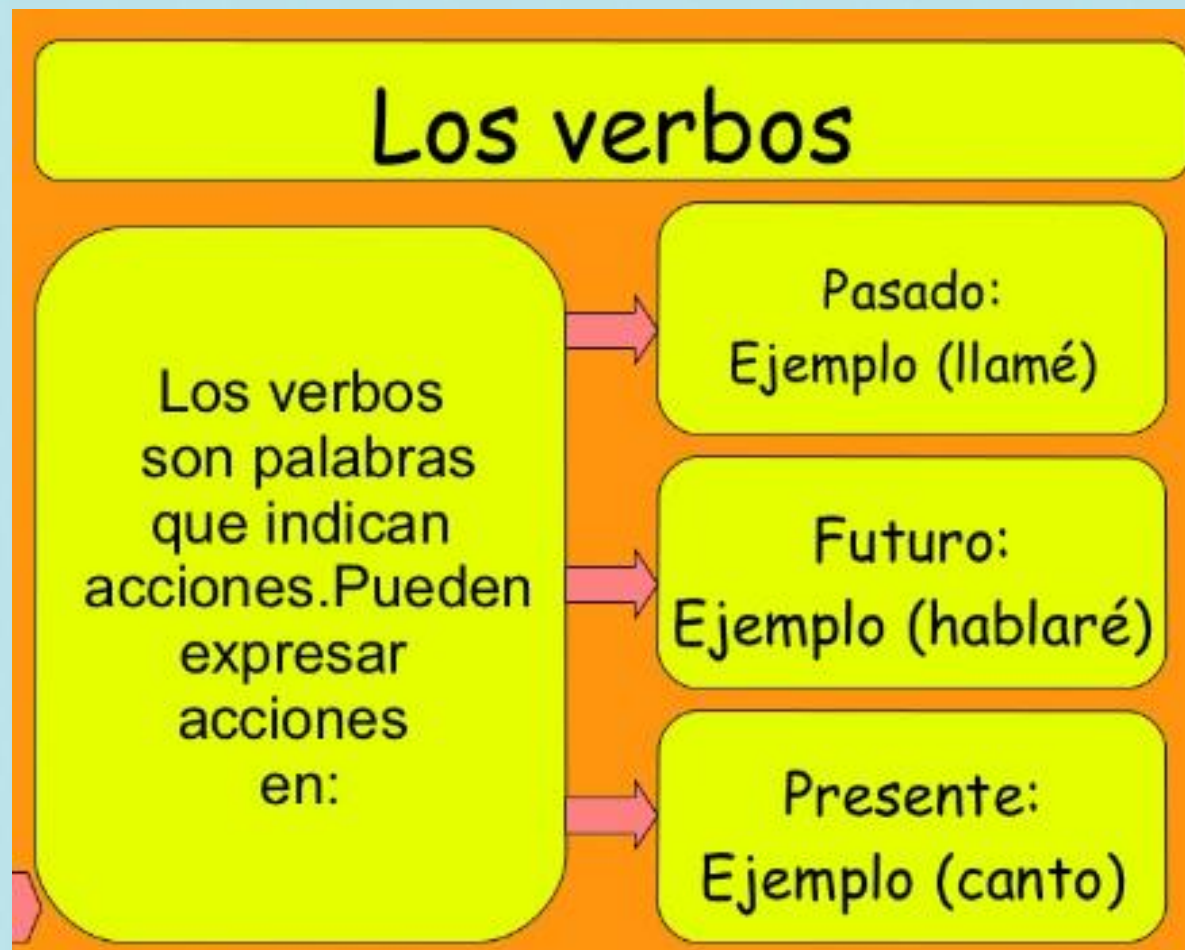 Los verbos
Los verbos
son palabras
que indican
acciones.Pueden
expresar
acciones
en:
Pasado:
Ejemplo (llamé)
Futuro:
Ejemplo (hablaré)
Presente:
Ejemplo (canto)